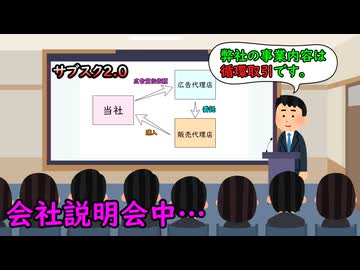 サブスク2.0
広告宣伝依頼
広告代理店
当社
委託
購入
販売代理店
弊社の事業内容は
循環取引です。
会社説明会中…